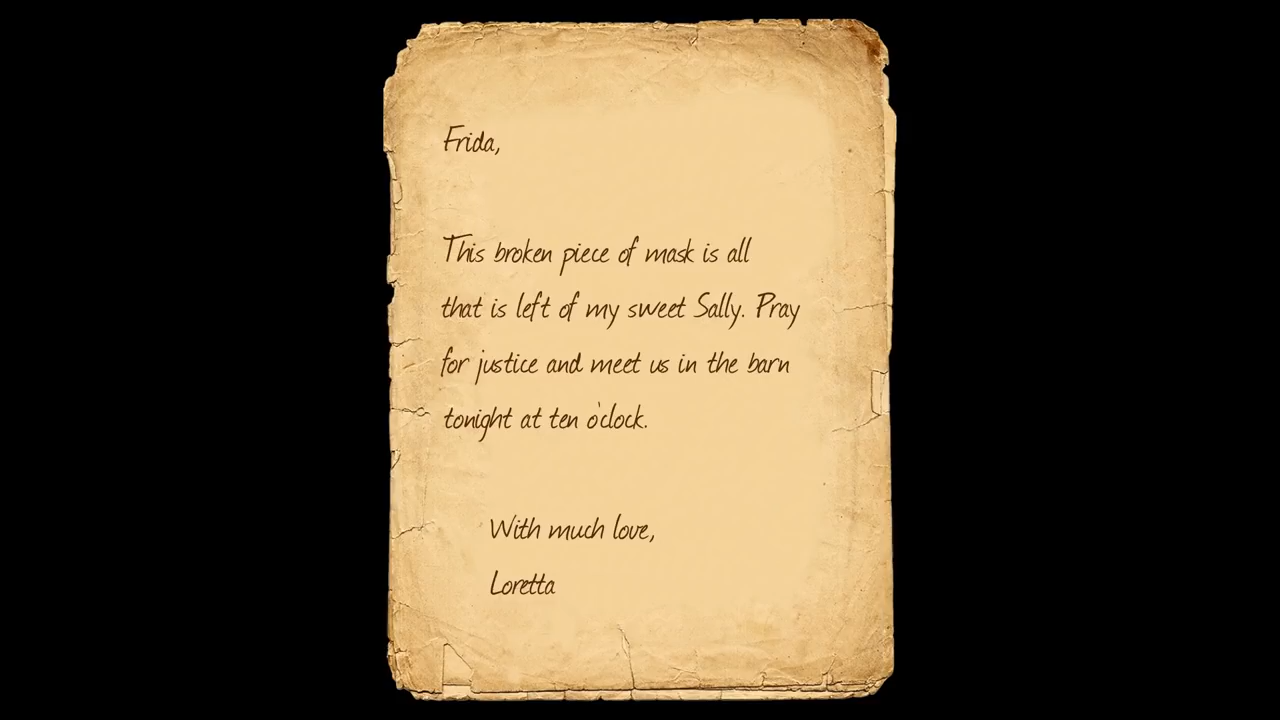 Frida,
This broken piece of mask is all
that is left of my sweet Sally. Pray
for justice and meet us in the barn
tonight at ten o'clock.
With much love,
Loretta